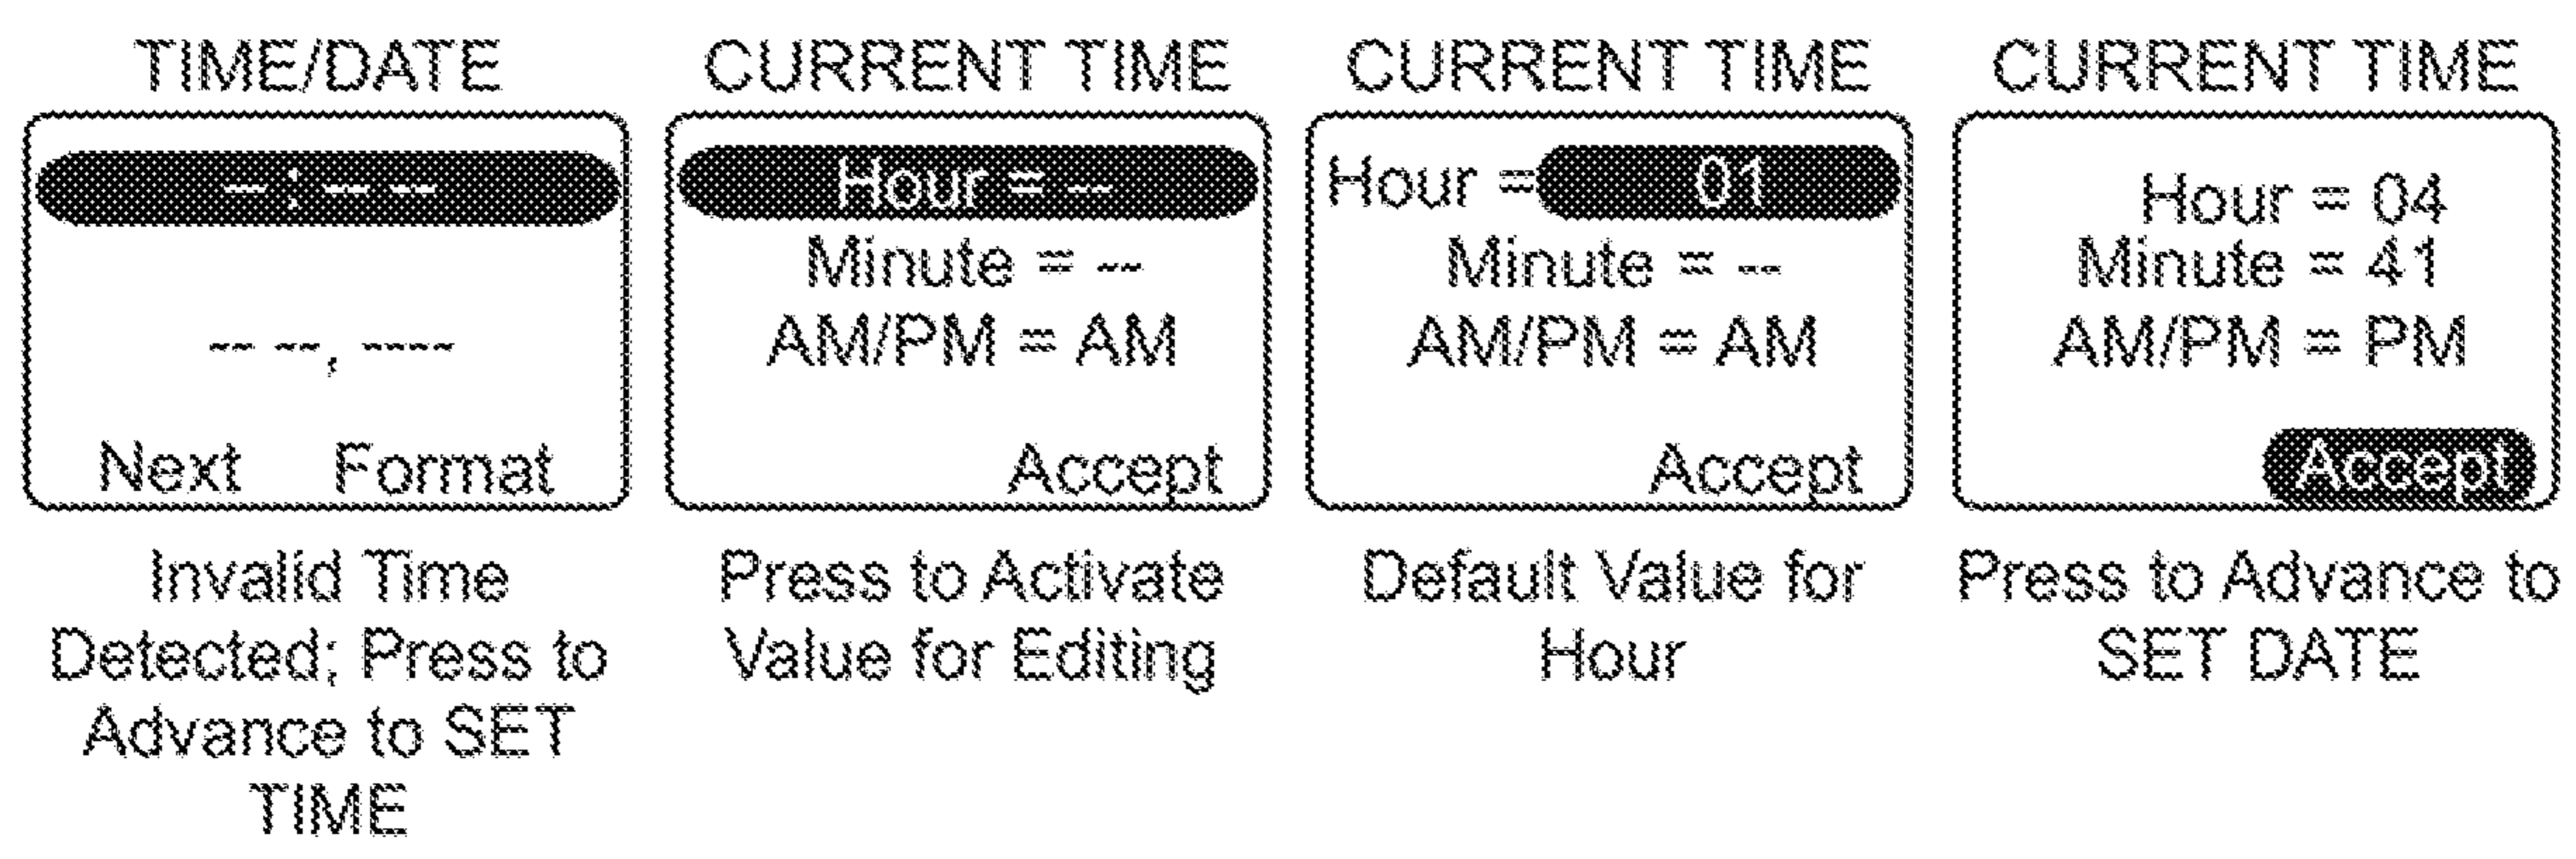 TIME/DATE
-- : -- --
-- --, ----
Next Format
Invalid Time
Detected; Press to
Advance to SET
TIME
CURRENT TIME
Hour = --
Minute = --
AM/PM = AM
Accept
Press to Activate
Value for Editing
CURRENT TIME
Hour = 01
Minute = --
AM/PM = AM
Accept
Default Value for
Hour
CURRENT TIME
Hour = 04
Minute = 41
AM/PM = PM
Accept
Press to Advance to
SET DATE